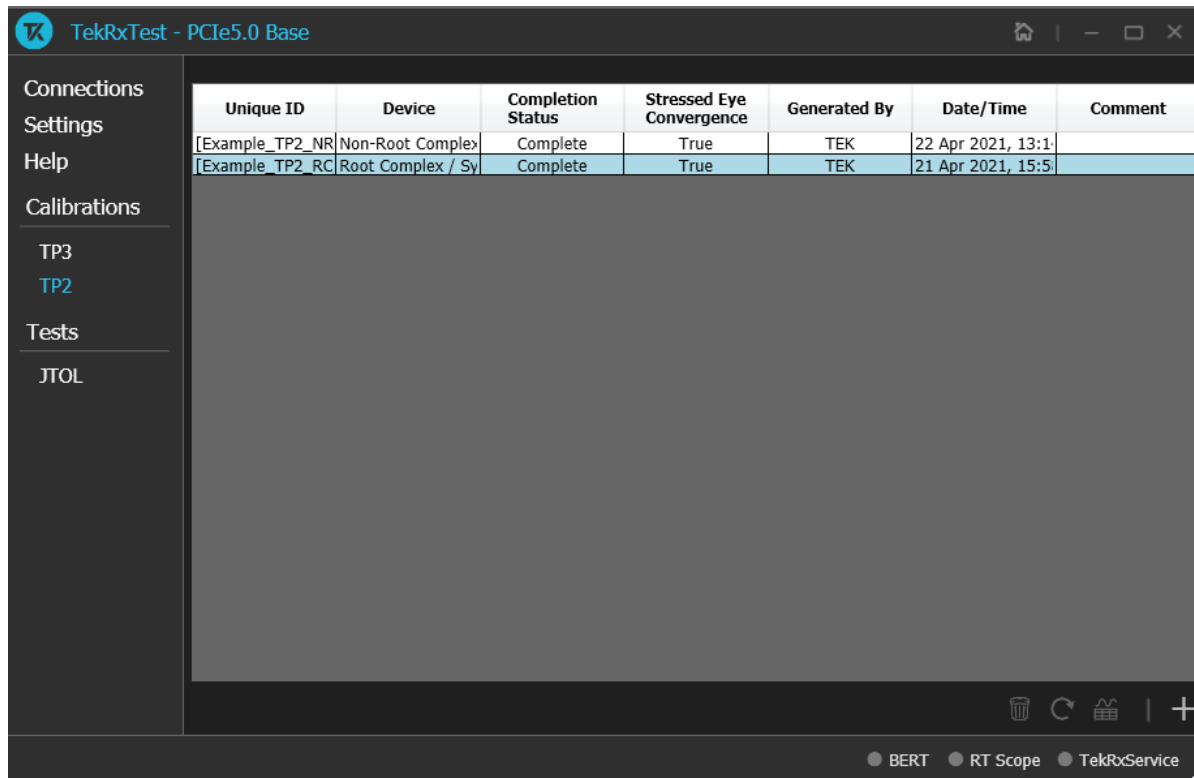 TekRxTest - PCIe5.0 Base
Connections
Settings
Help
Calibrations
TP3
TP2
Tests
JTOL
Unique ID Device Completion Status Stressed Eye Convergence Generated By Date/Time Comment
[Example_TP2_NR Non-Root Complex Complete True TEK 22 Apr 2021, 13:1
[Example_TP2_RC Root Complex / Sy Complete True TEK 21 Apr 2021, 15:5
BERT RT Scope TekRxService